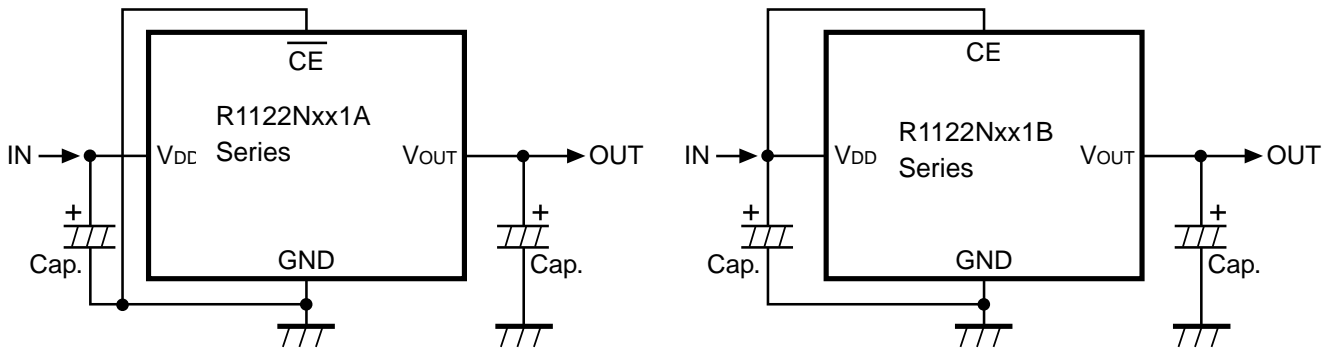 CE
R1122Nxx1A
Series
IN
VDD
VOUT
OUT
+
Cap.
GND
+
Cap.
CE
R1122Nxx1B
Series
IN
VDD
VOUT
OUT
+
Cap.
GND
+
Cap.